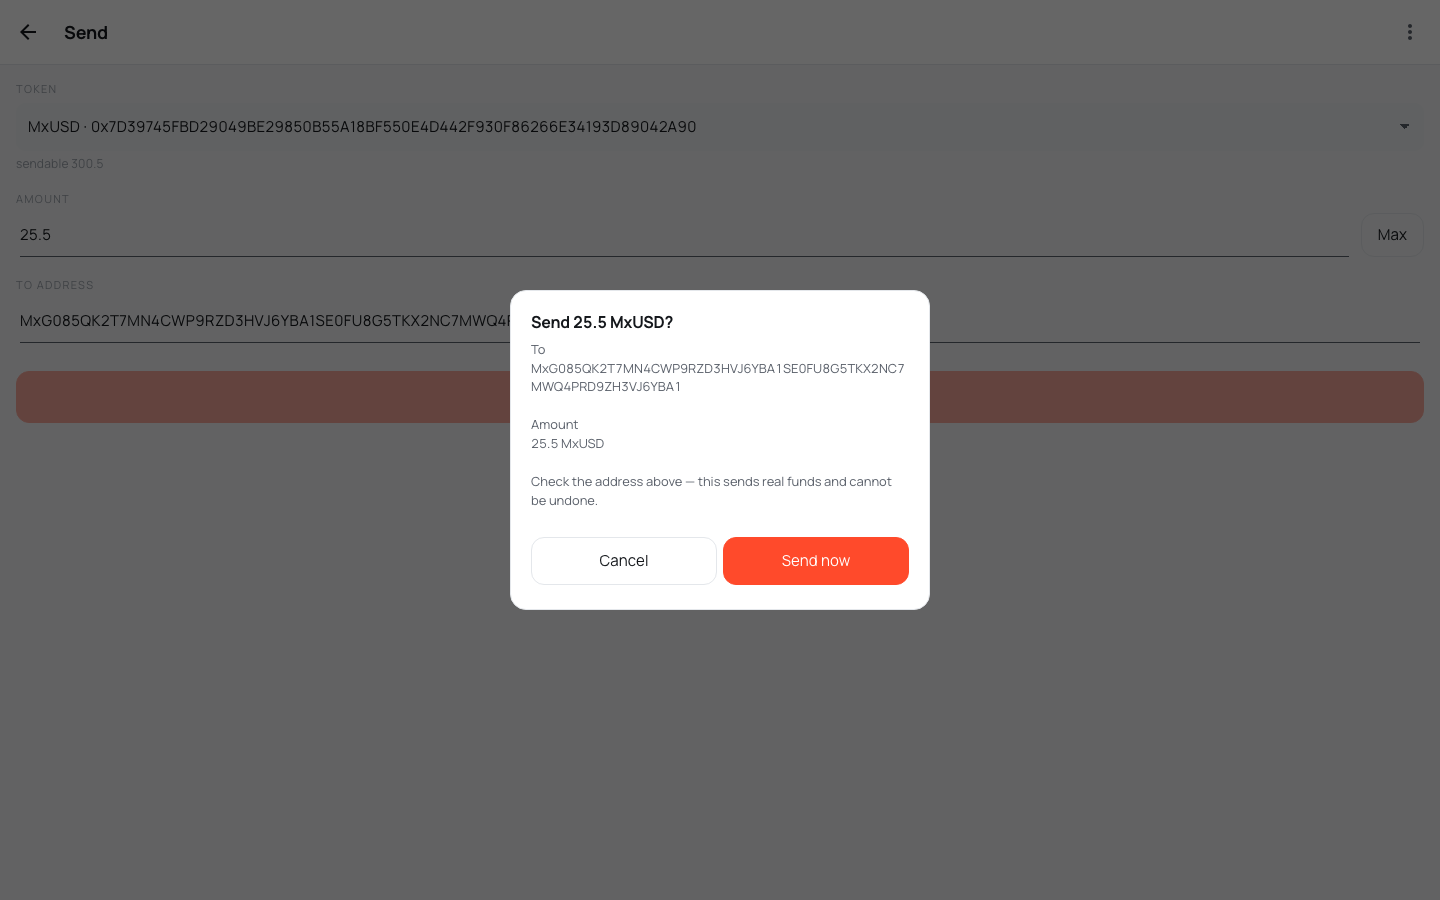 Send
TOKEN
MxUSD · 0x7D39745FBD29049BE29850B55A18BF550E4D442F930F86266E34193D89042A90
sendable 300.5
AMOUNT
25.5
Max
TO ADDRESS
MxG085QK2T7MN4CWP9RZD3HVJ6YBA1SE0FU8G5TKX2NC7MWQ4P
Send 25.5 MxUSD?
To
MxG085QK2T7MN4CWP9RZD3HVJ6YBA1SE0FU8G5TKX2NC7
MWQ4PRD9ZH3VJ6YBA1
Amount
25.5 MxUSD
Check the address above — this sends real funds and cannot
be undone.
Cancel
Send now